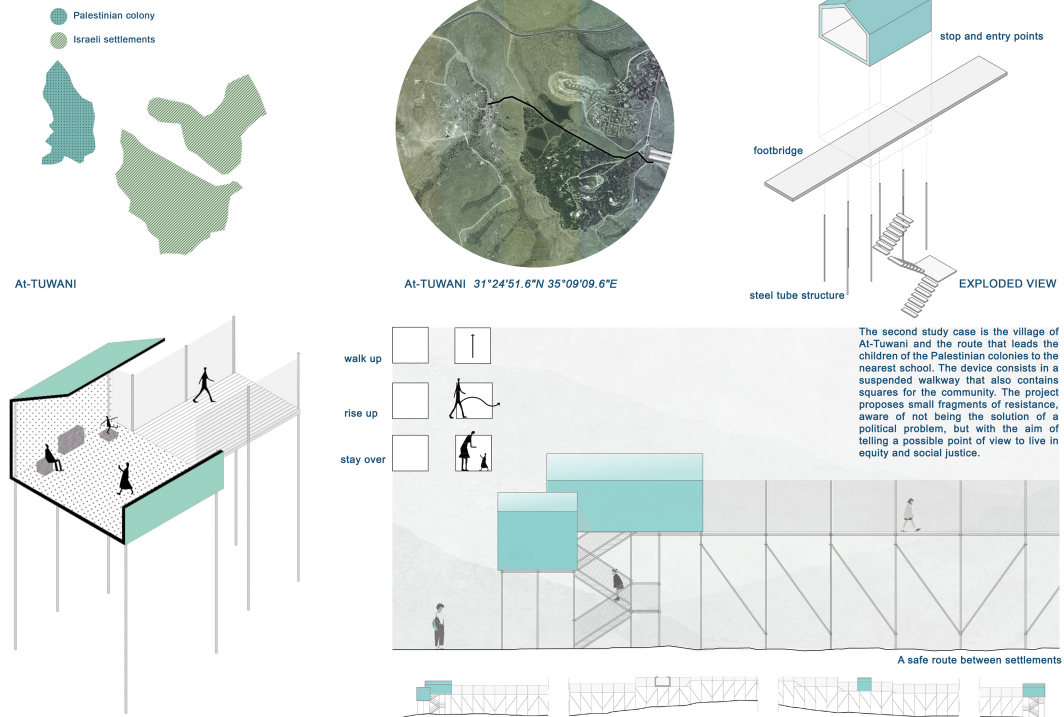 Palestinian colony
Israeli settlements
At-TUWANI
At-TUWANI 31°24'51.6"N 35°09'09.6"E
stop and entry points
footbridge
steel tube structure
EXPLODED VIEW
walk up
rise up
stay over
The second study case is the village of
At-Tuwani and the route that leads the
children of the Palestinian colonies to the
nearest school. The device consists in a
suspended walkway that also contains
squares for the community. The project
proposes small fragments of resistance,
aware of not being the solution of a
political problem, but with the aim of
telling a possible point of view to live in
equity and social justice.
A safe route between settlements